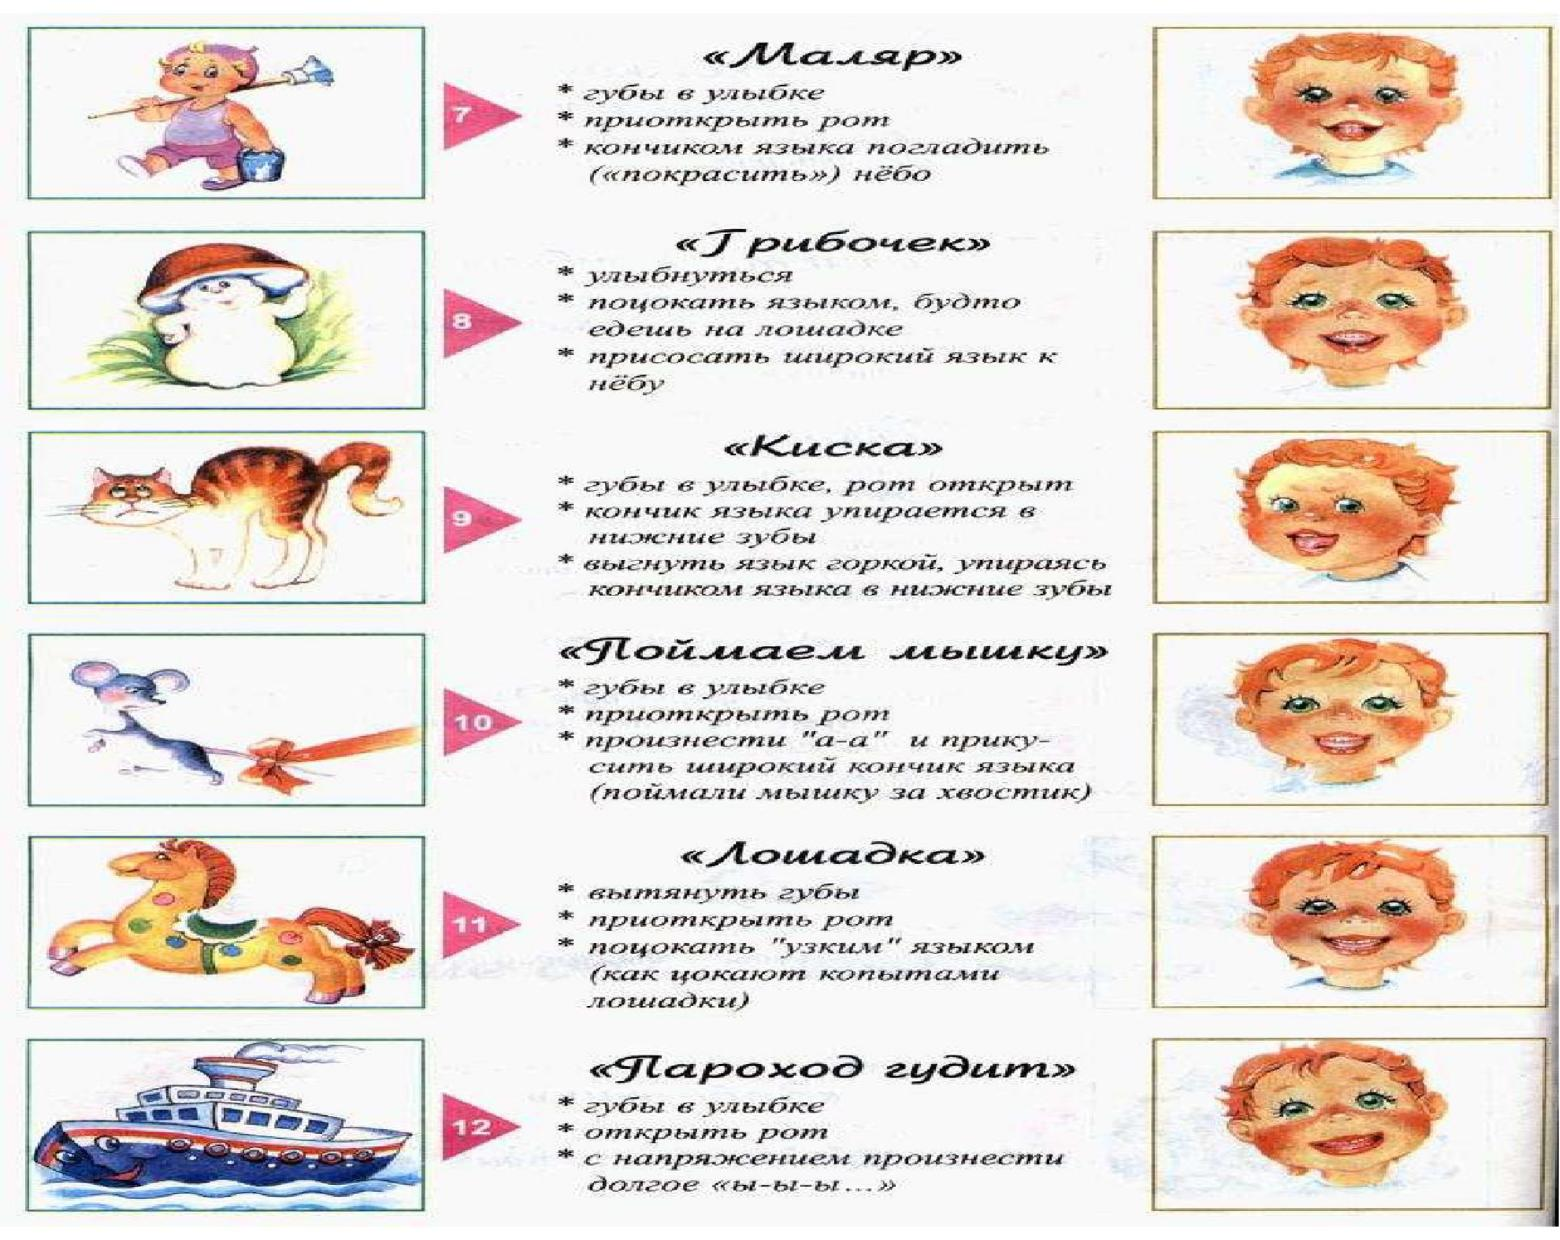 «Маляр»
7
* губы в улыбке
* приоткрыть рот
* кончиком языка погладить
(«покрасить») нёбо
«Грибочек»
8
* улыбнуться
* поцокать языком, будто
едешь на лошадке
* присосать широкий язык к
нёбу
«Киска»
9
* губы в улыбке, рот открыт
* кончик языка упирается в
нижние зубы
* выгнуть язык горкой, упираясь
кончиком языка в нижние зубы
«Поймаем мышку»
10
* губы в улыбке
* приоткрыть рот
* произнести "а-а" и прику-
сить широкий кончик языка
(поймали мышку за хвостик)
«Лошадка»
11
* вытянуть губы
* приоткрыть рот
* поцокать "узким" языком
(как цокают копытами
лошадки)
«Пароход гудит»
12
* губы в улыбке
* открыть рот
* с напряжением произнести
долгое «ы-ы-ы...»